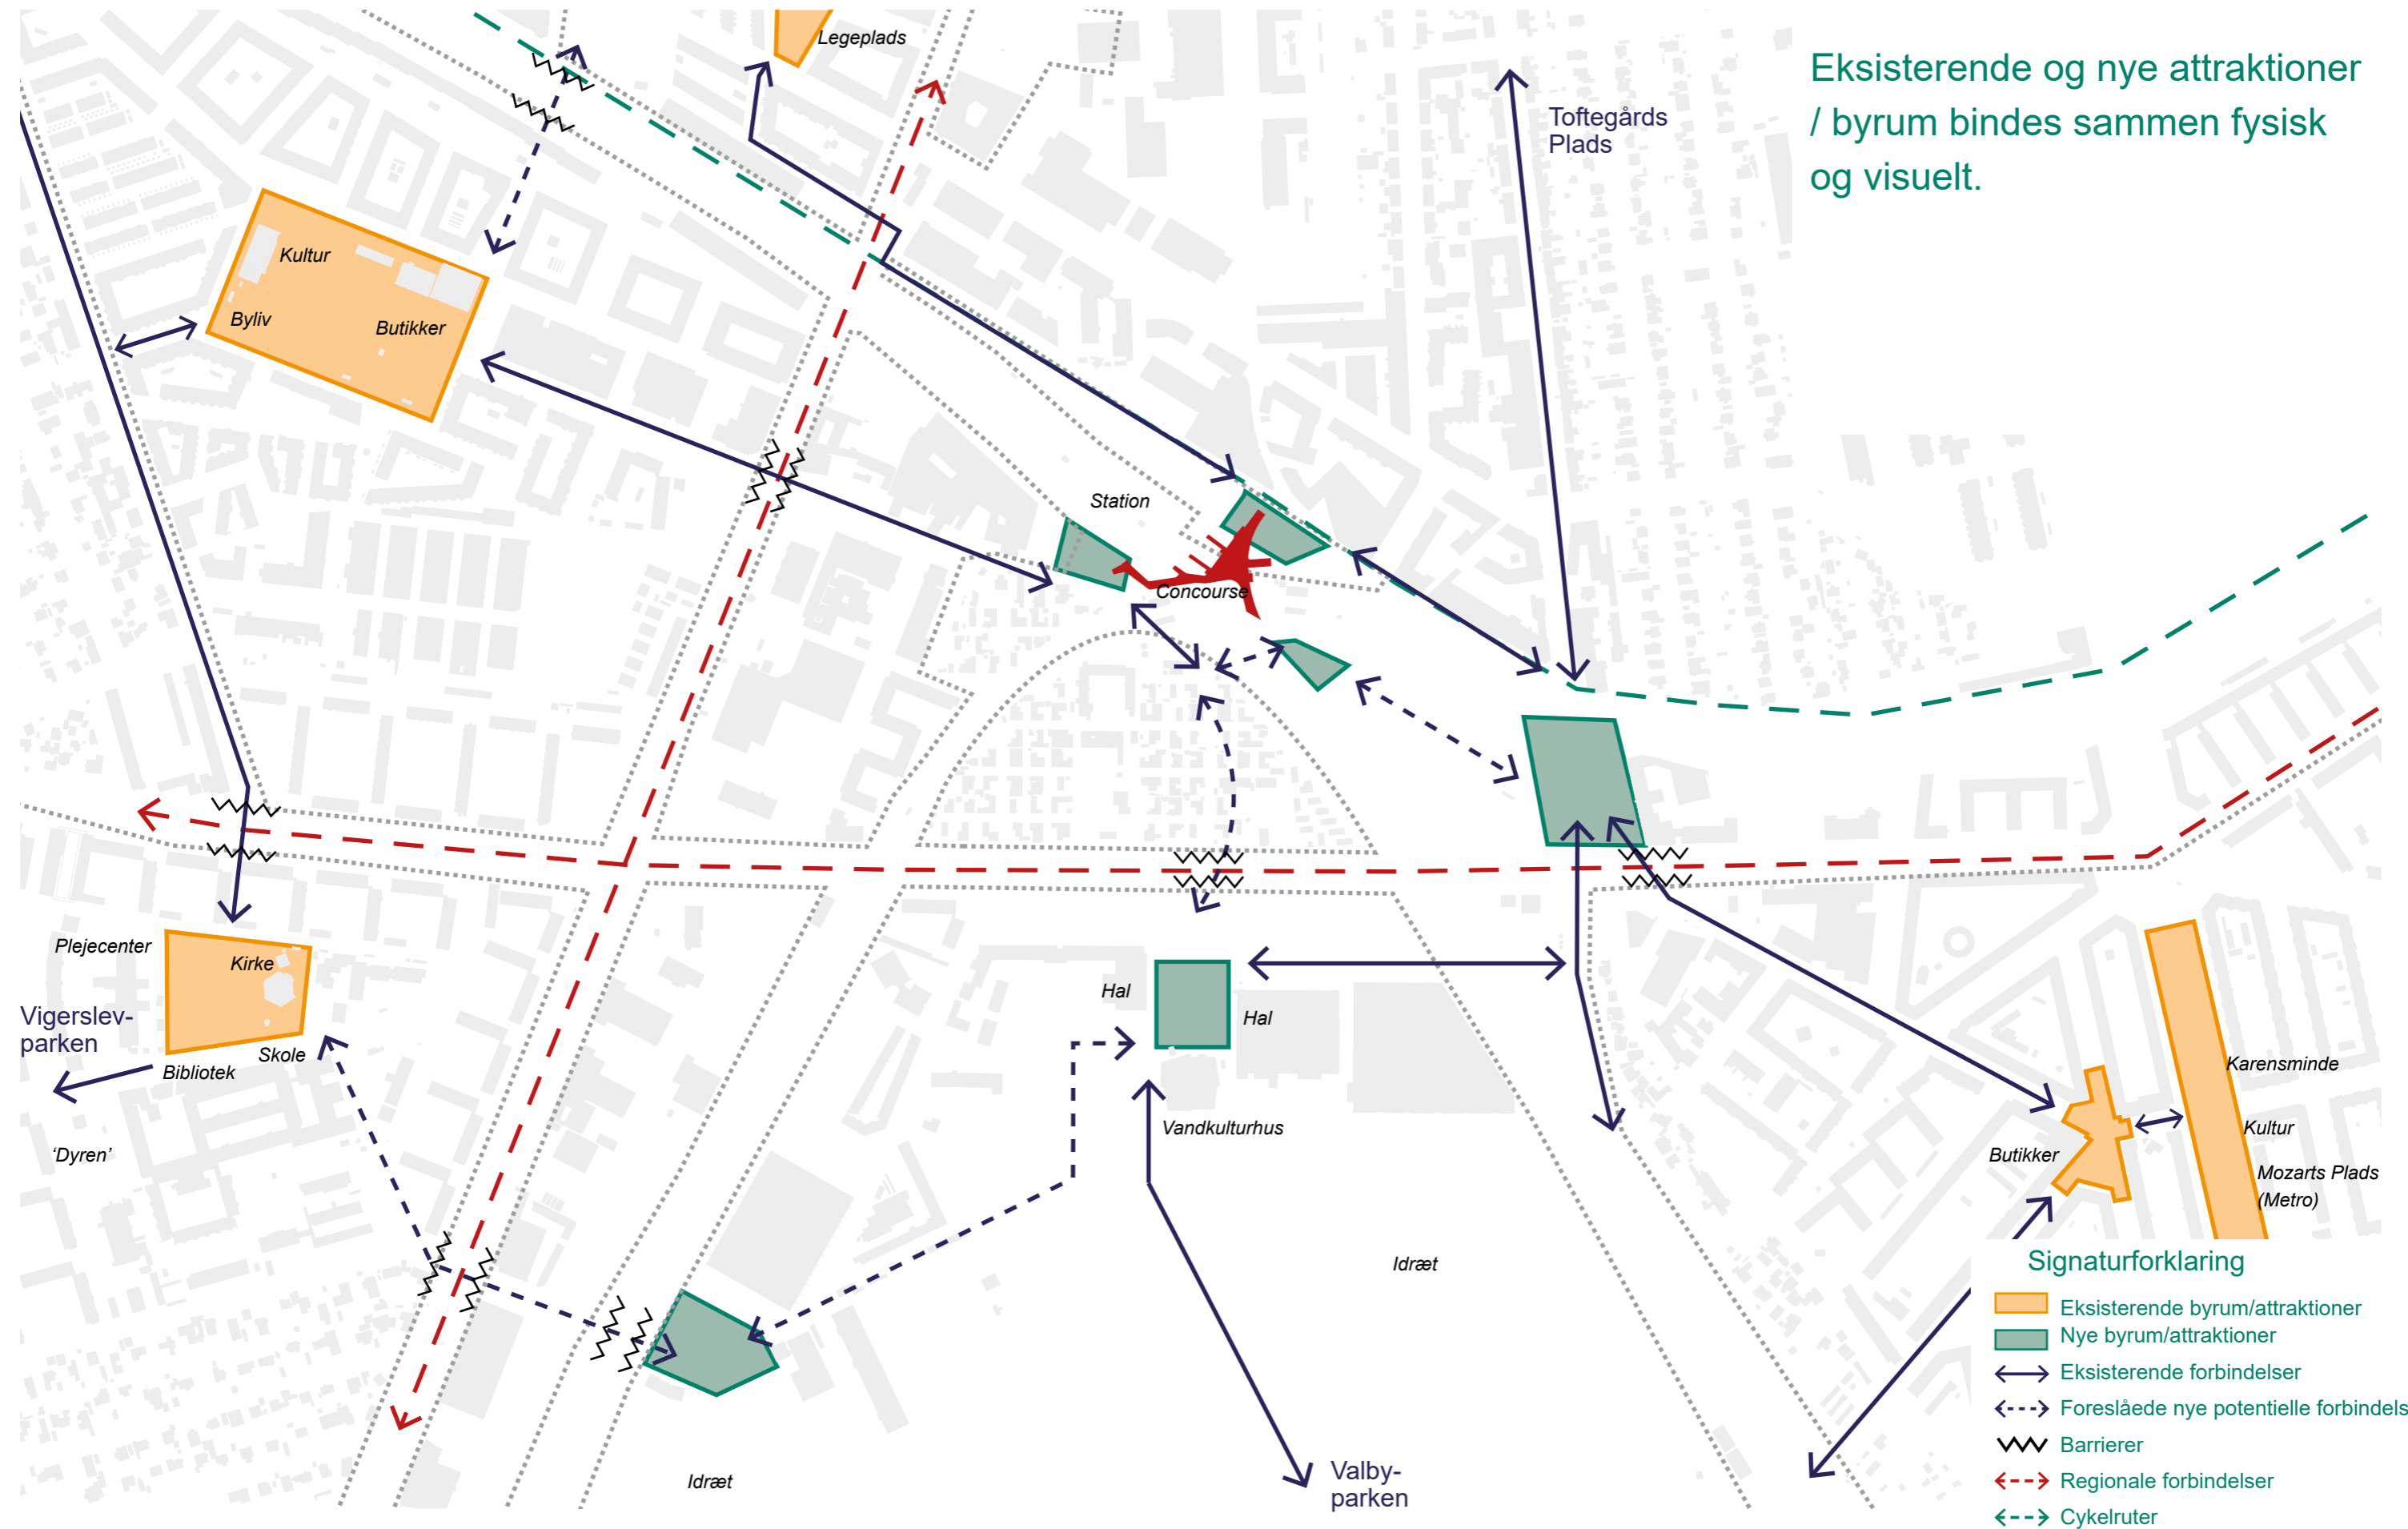 Eksisterende og nye attraktioner
/ byrum bindes sammen fysisk
og visuelt.
Legeplads
Toftegårds
Plads
Kultur
Byliv
Butikker
Station
Concourse
Plejecenter
Kirke
Vigerslev-
parken
Skole
Bibliotek
'Dyren'
Hal
Hal
Vandkulturhus
Karensminde
Kultur
Butikker
Mozarts Plads
(Metro)
Idræt
Idræt
Valby-
parken
Signaturforklaring
Eksisterende byrum/attraktioner
Nye byrum/attraktioner
Eksisterende forbindelser
Foreslåede nye potentielle forbindels
Barrierer
Regionale forbindelser
Cykelruter